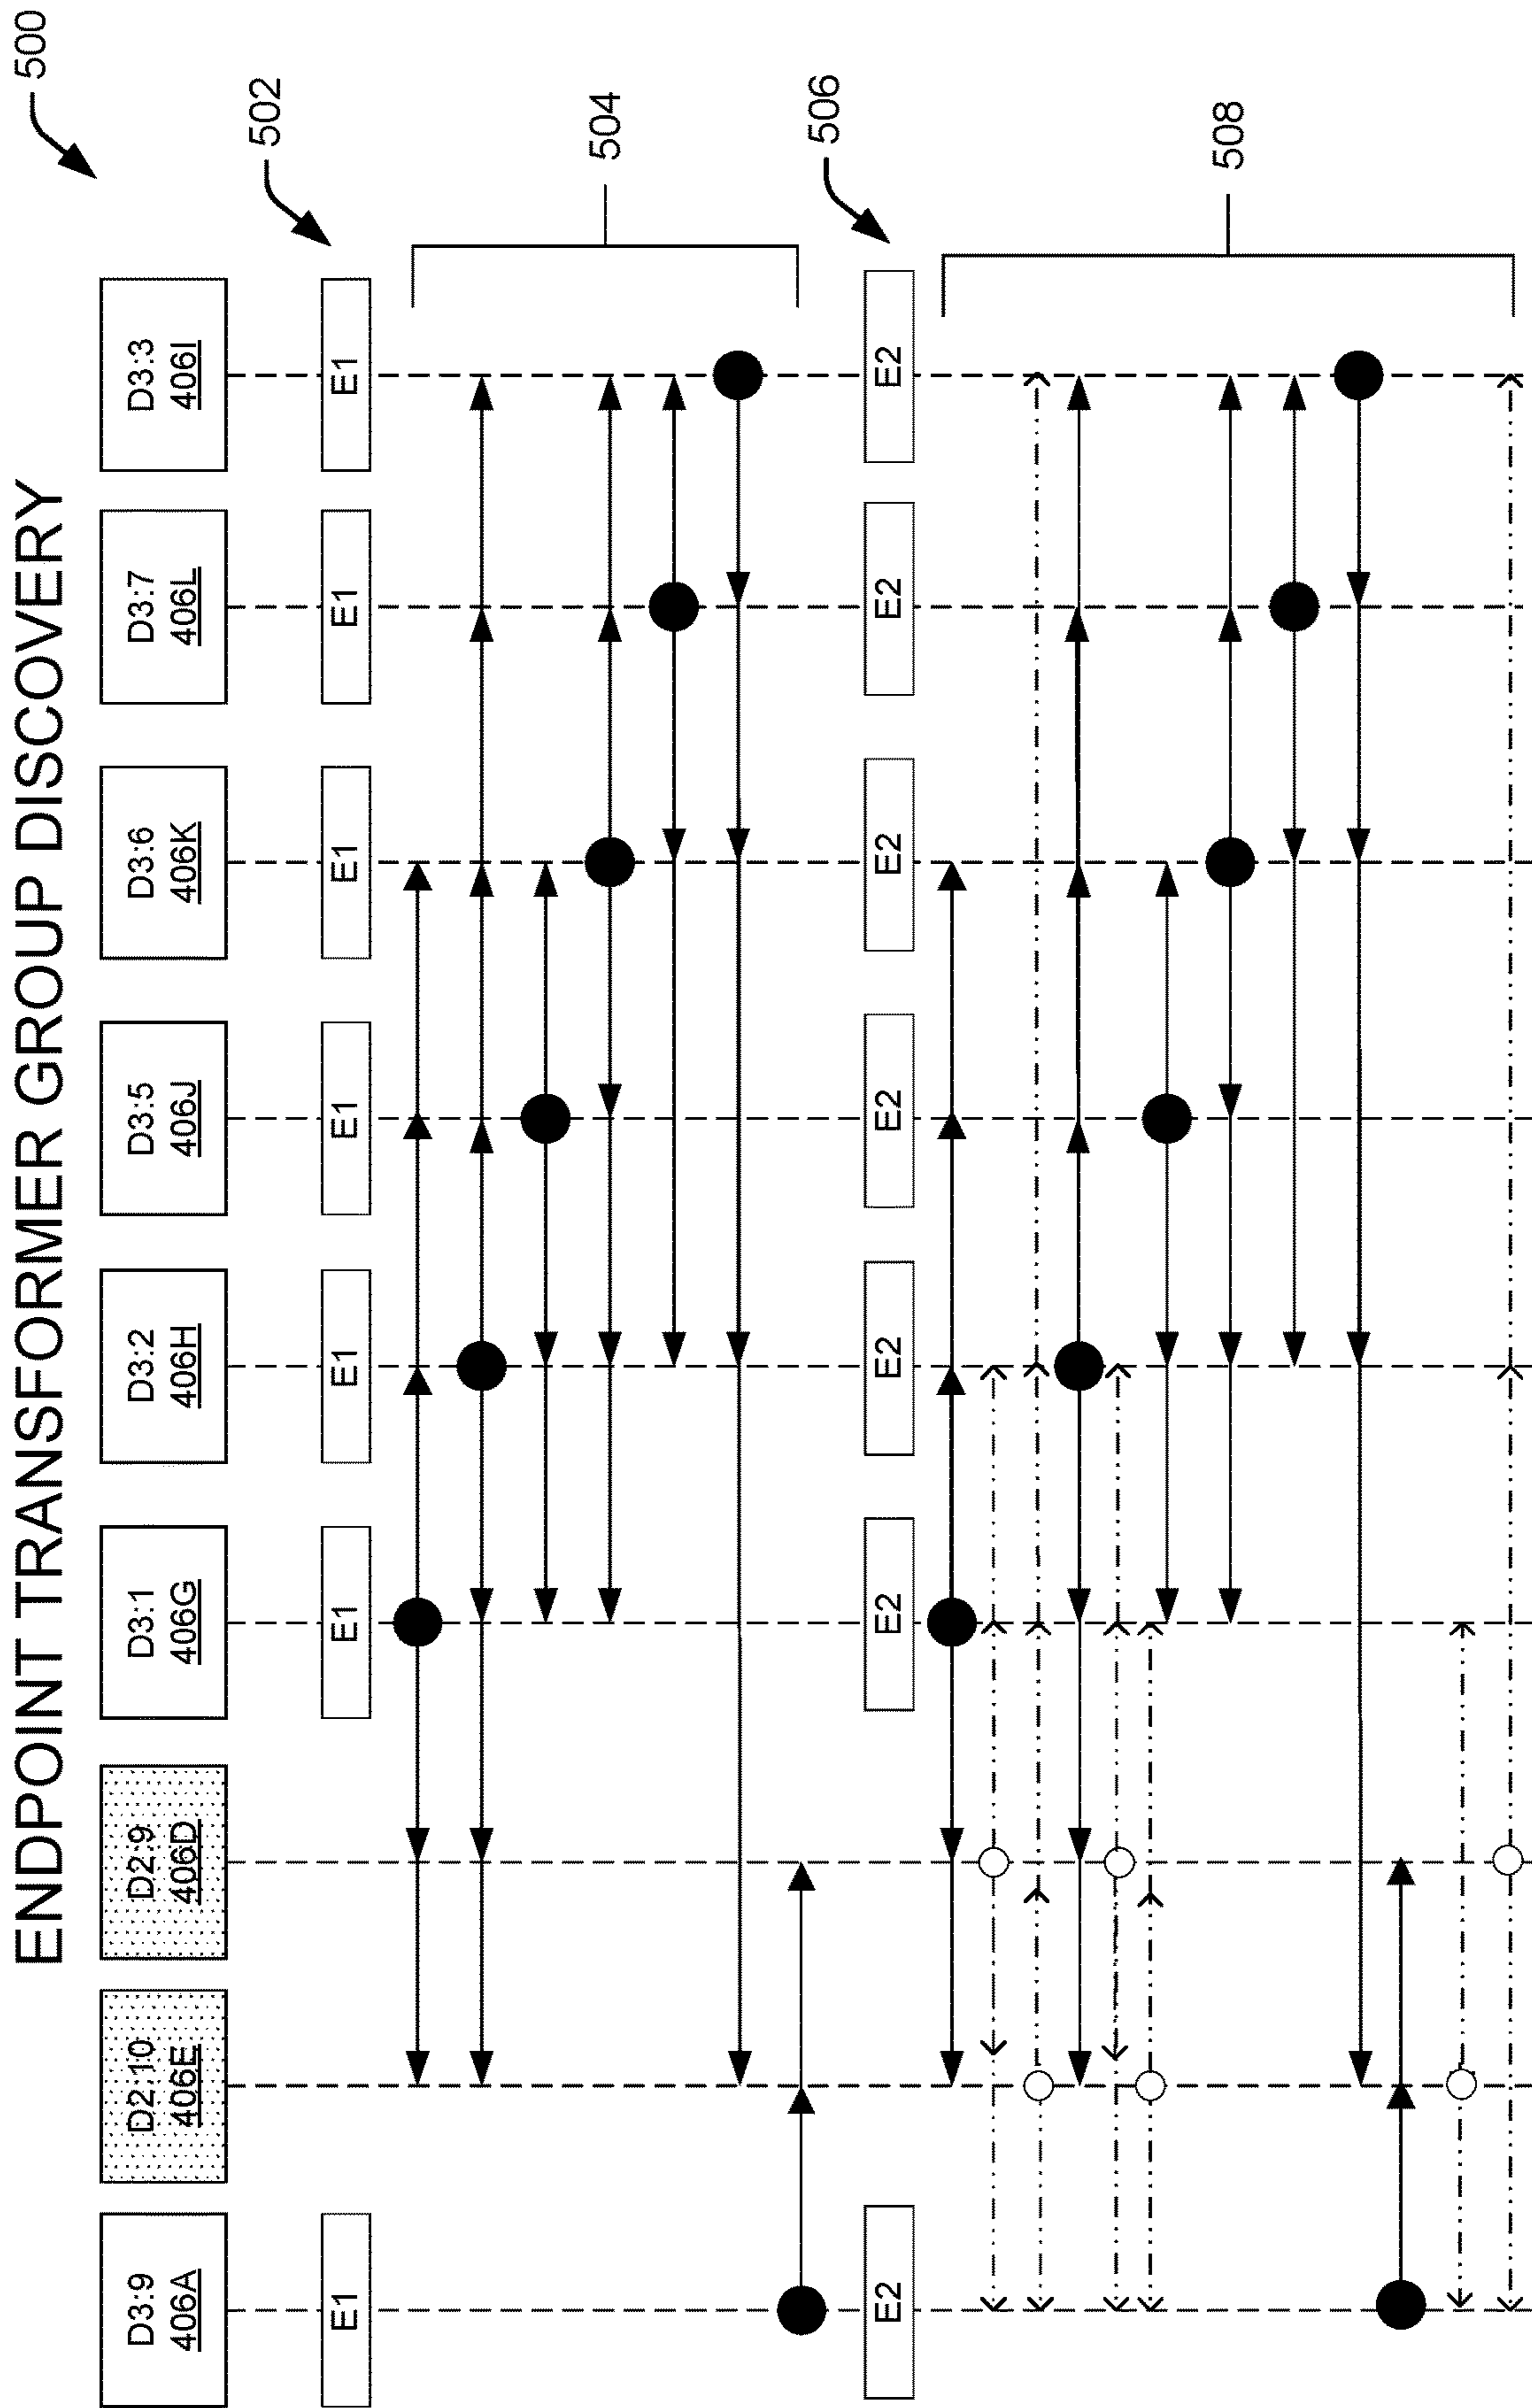 ENDPOINT TRANSFORMER GROUP DISCOVERY
500
D3:9
406A
D2:10
406E
D2:9
406D
D3:1
406G
D3:2
406H
D3:5
406J
D3:6
406K
D3:7
406L
D3:3
406I
502
E1
E1
E1
E1
E1
E1
E1
504
506
E2
E2
E2
E2
E2
E2
E2
508